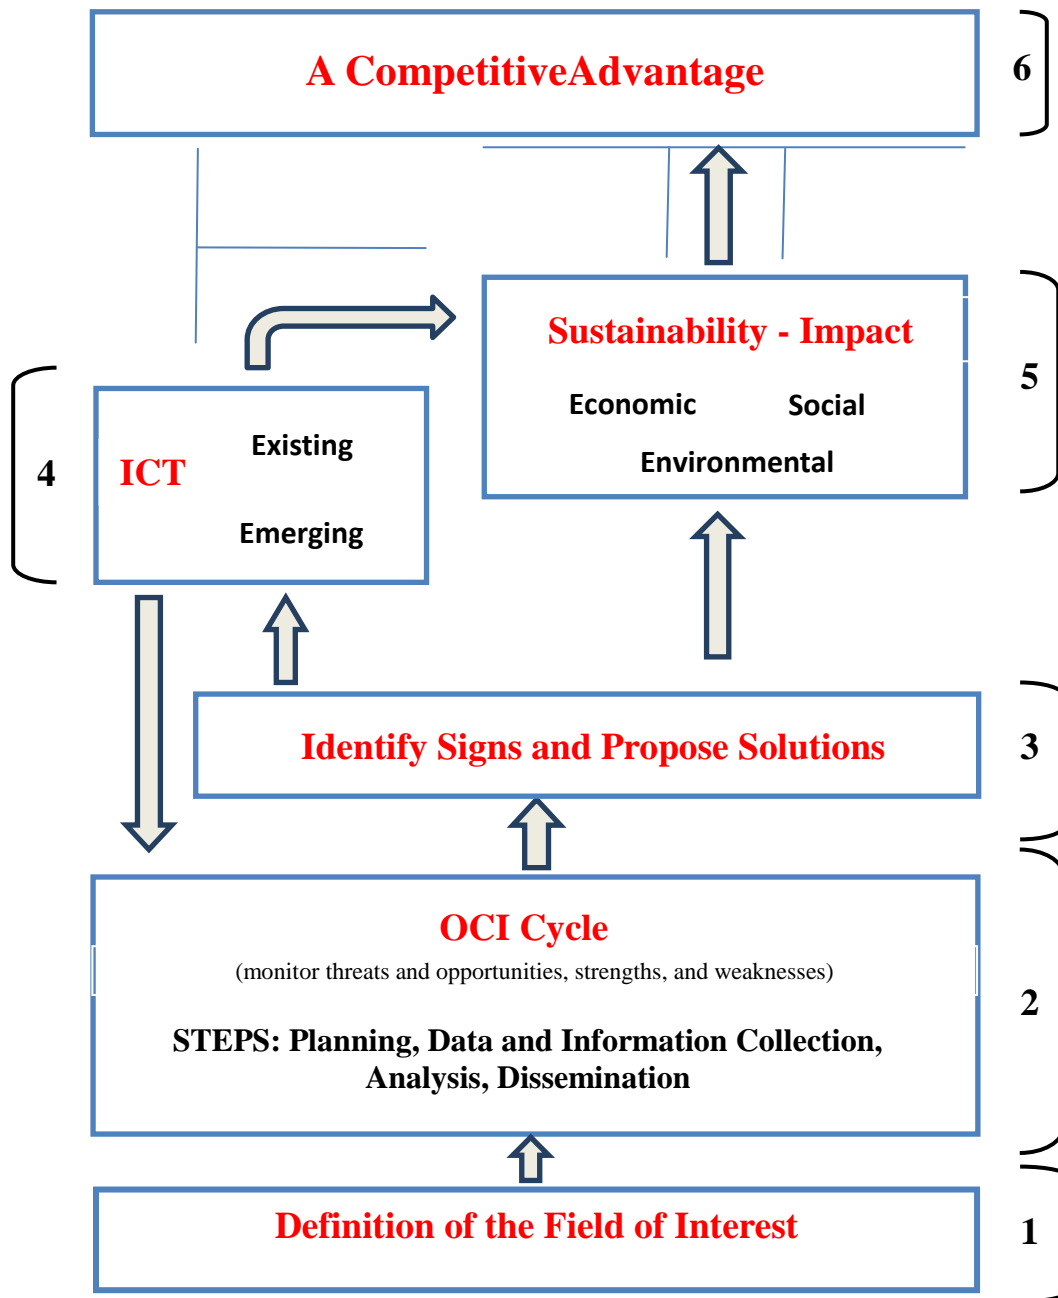 A CompetitiveAdvantage
6
Sustainability - Impact
Economic Social
Environmental
5
4
ICT
Existing
Emerging
Identify Signs and Propose Solutions
3
OCI Cycle
(monitor threats and opportunities, strengths, and weaknesses)
STEPS: Planning, Data and Information Collection,
Analysis, Dissemination
2
Definition of the Field of Interest
1